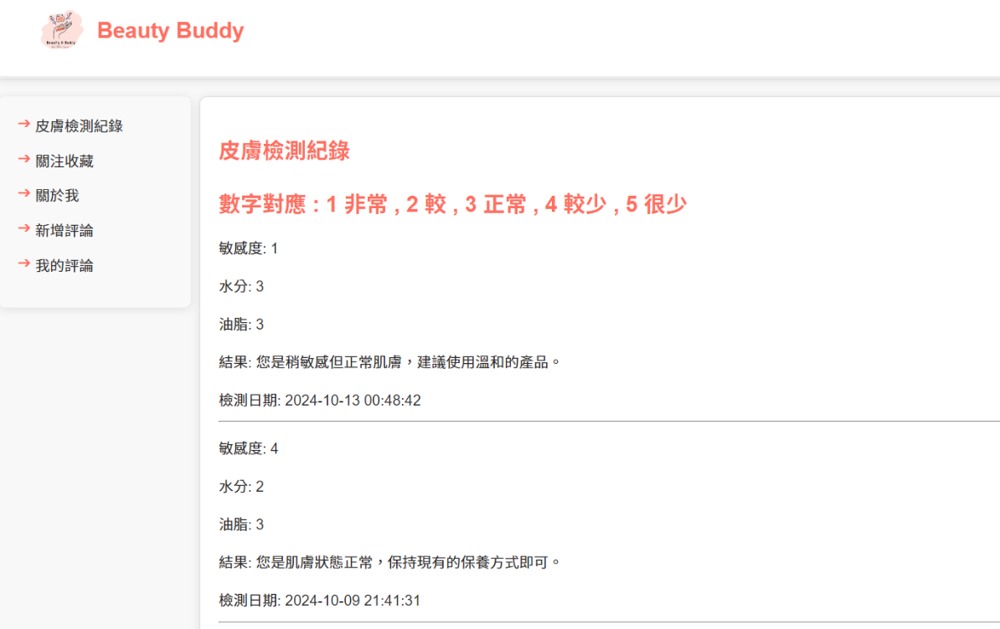 Beauty Buddy
皮膚檢測紀錄
關注收藏
關於我
新增評論
我的評論
皮膚檢測紀錄
數字對應 : 1 非常 , 2 較 , 3 正常 , 4 較少 , 5 很少
敏感度: 1
水分: 3
油脂: 3
結果: 您是稍敏感但正常肌膚，建議使用溫和的產品。
檢測日期: 2024-10-13 00:48:42
敏感度: 4
水分: 2
油脂: 3
結果: 您是肌膚狀態正常，保持現有的保養方式即可。
檢測日期: 2024-10-09 21:41:31